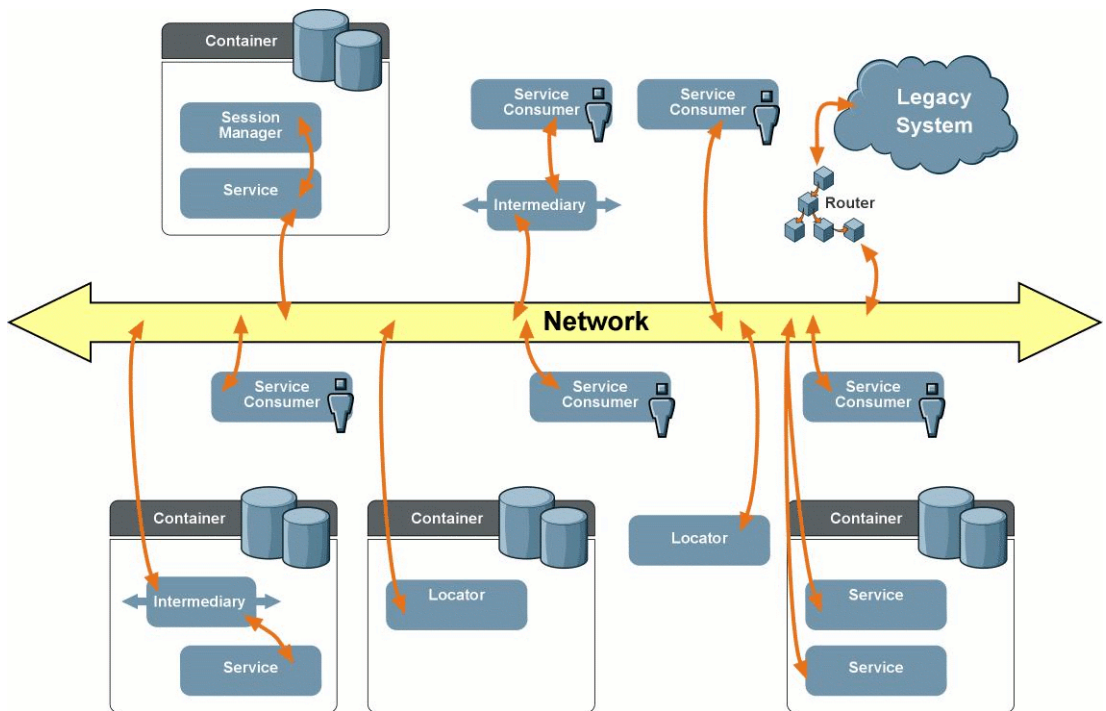 Container
Session
Manager
Service
Service
Consumer
Intermediary
Service
Consumer
Legacy
System
Router
Network
Service
Consumer
Service
Consumer
Service
Consumer
Container
Intermediary
Service
Container
Locator
Locator
Container
Service
Service